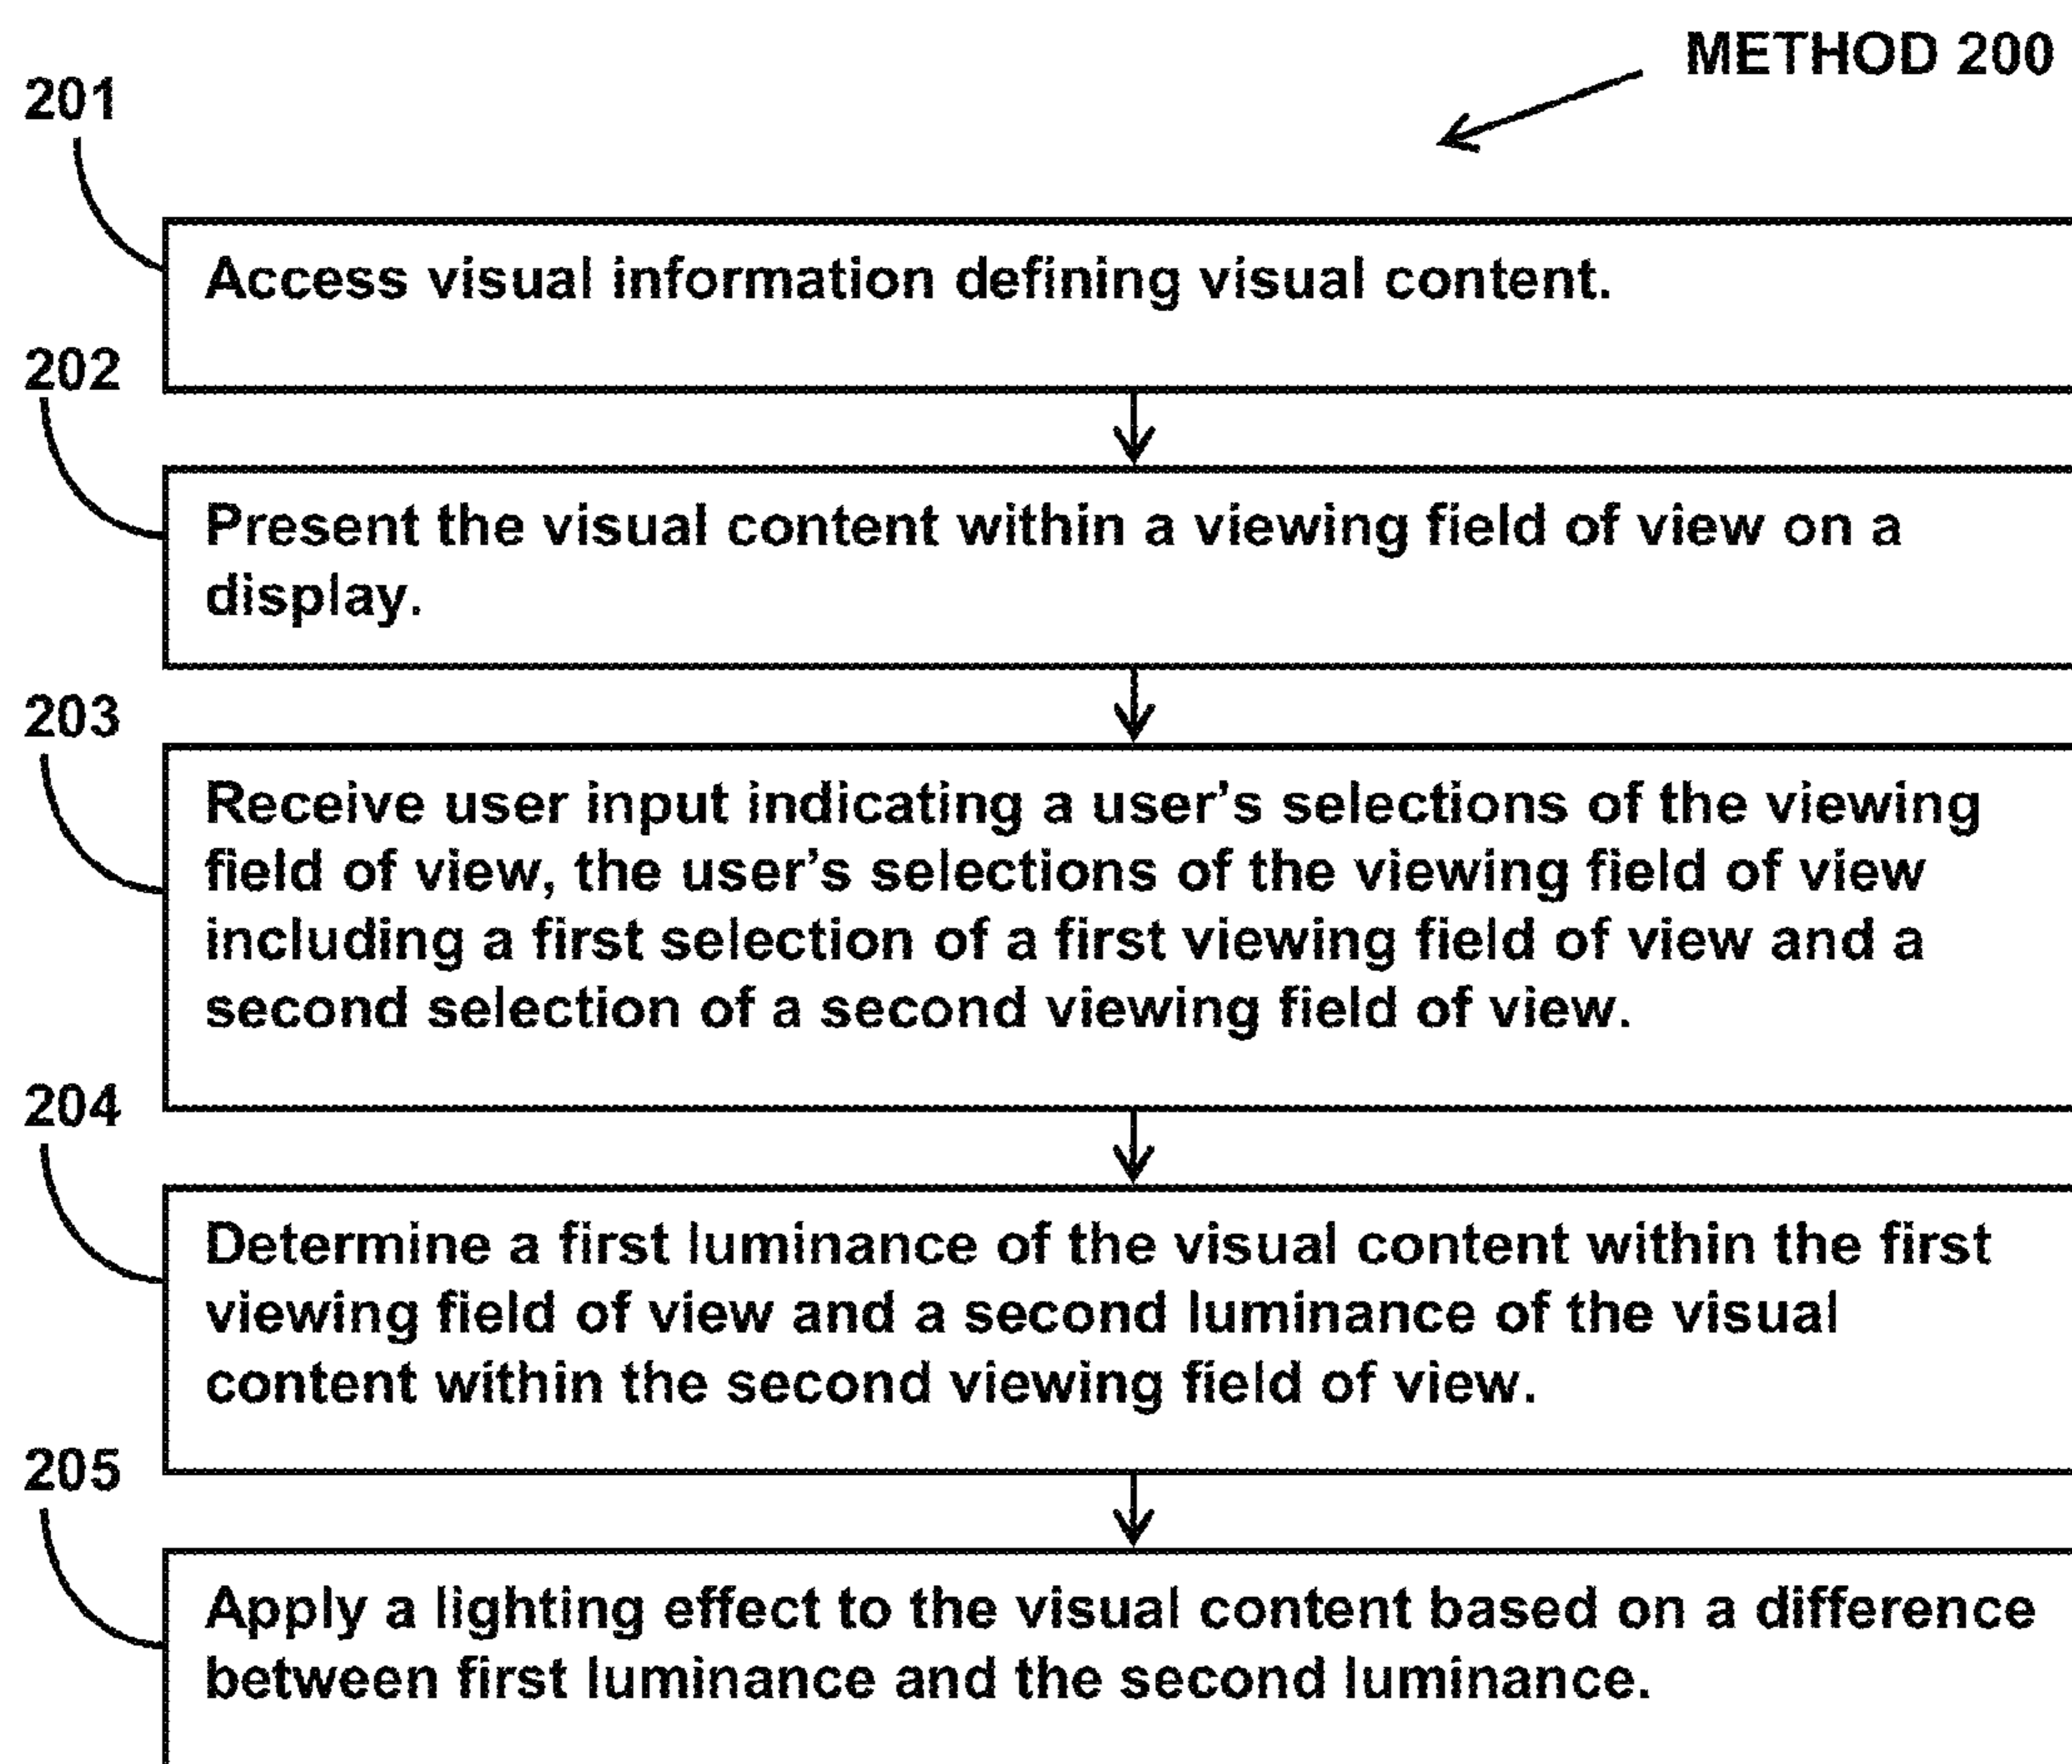 METHOD 200
201
Access visual information defining visual content.
202
Present the visual content within a viewing field of view on a
display.
203
Receive user input indicating a user’s selections of the viewing
field of view, the user’s selections of the viewing field of view
including a first selection of a first viewing field of view and a
second selection of a second viewing field of view.
204
Determine a first luminance of the visual content within the first
viewing field of view and a second luminance of the visual
content within the second viewing field of view.
205
Apply a lighting effect to the visual content based on a difference
between first luminance and the second luminance.